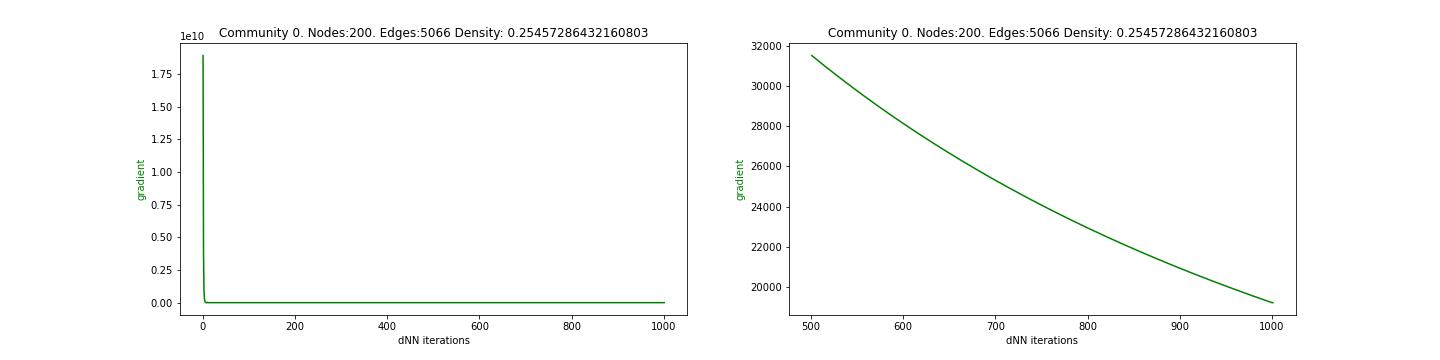 Community 0. Nodes:200. Edges:5066 Density: 0.25457286432160803
1e10
1.75
1.50
1.25
1.00
0.75
0.50
0.25
0.00
gradient
0 200 400 600 800 1000
dNN iterations
Community 0. Nodes:200. Edges:5066 Density: 0.25457286432160803
32000
30000
28000
26000
24000
22000
20000
gradient
500 600 700 800 900 1000
dNN iterations